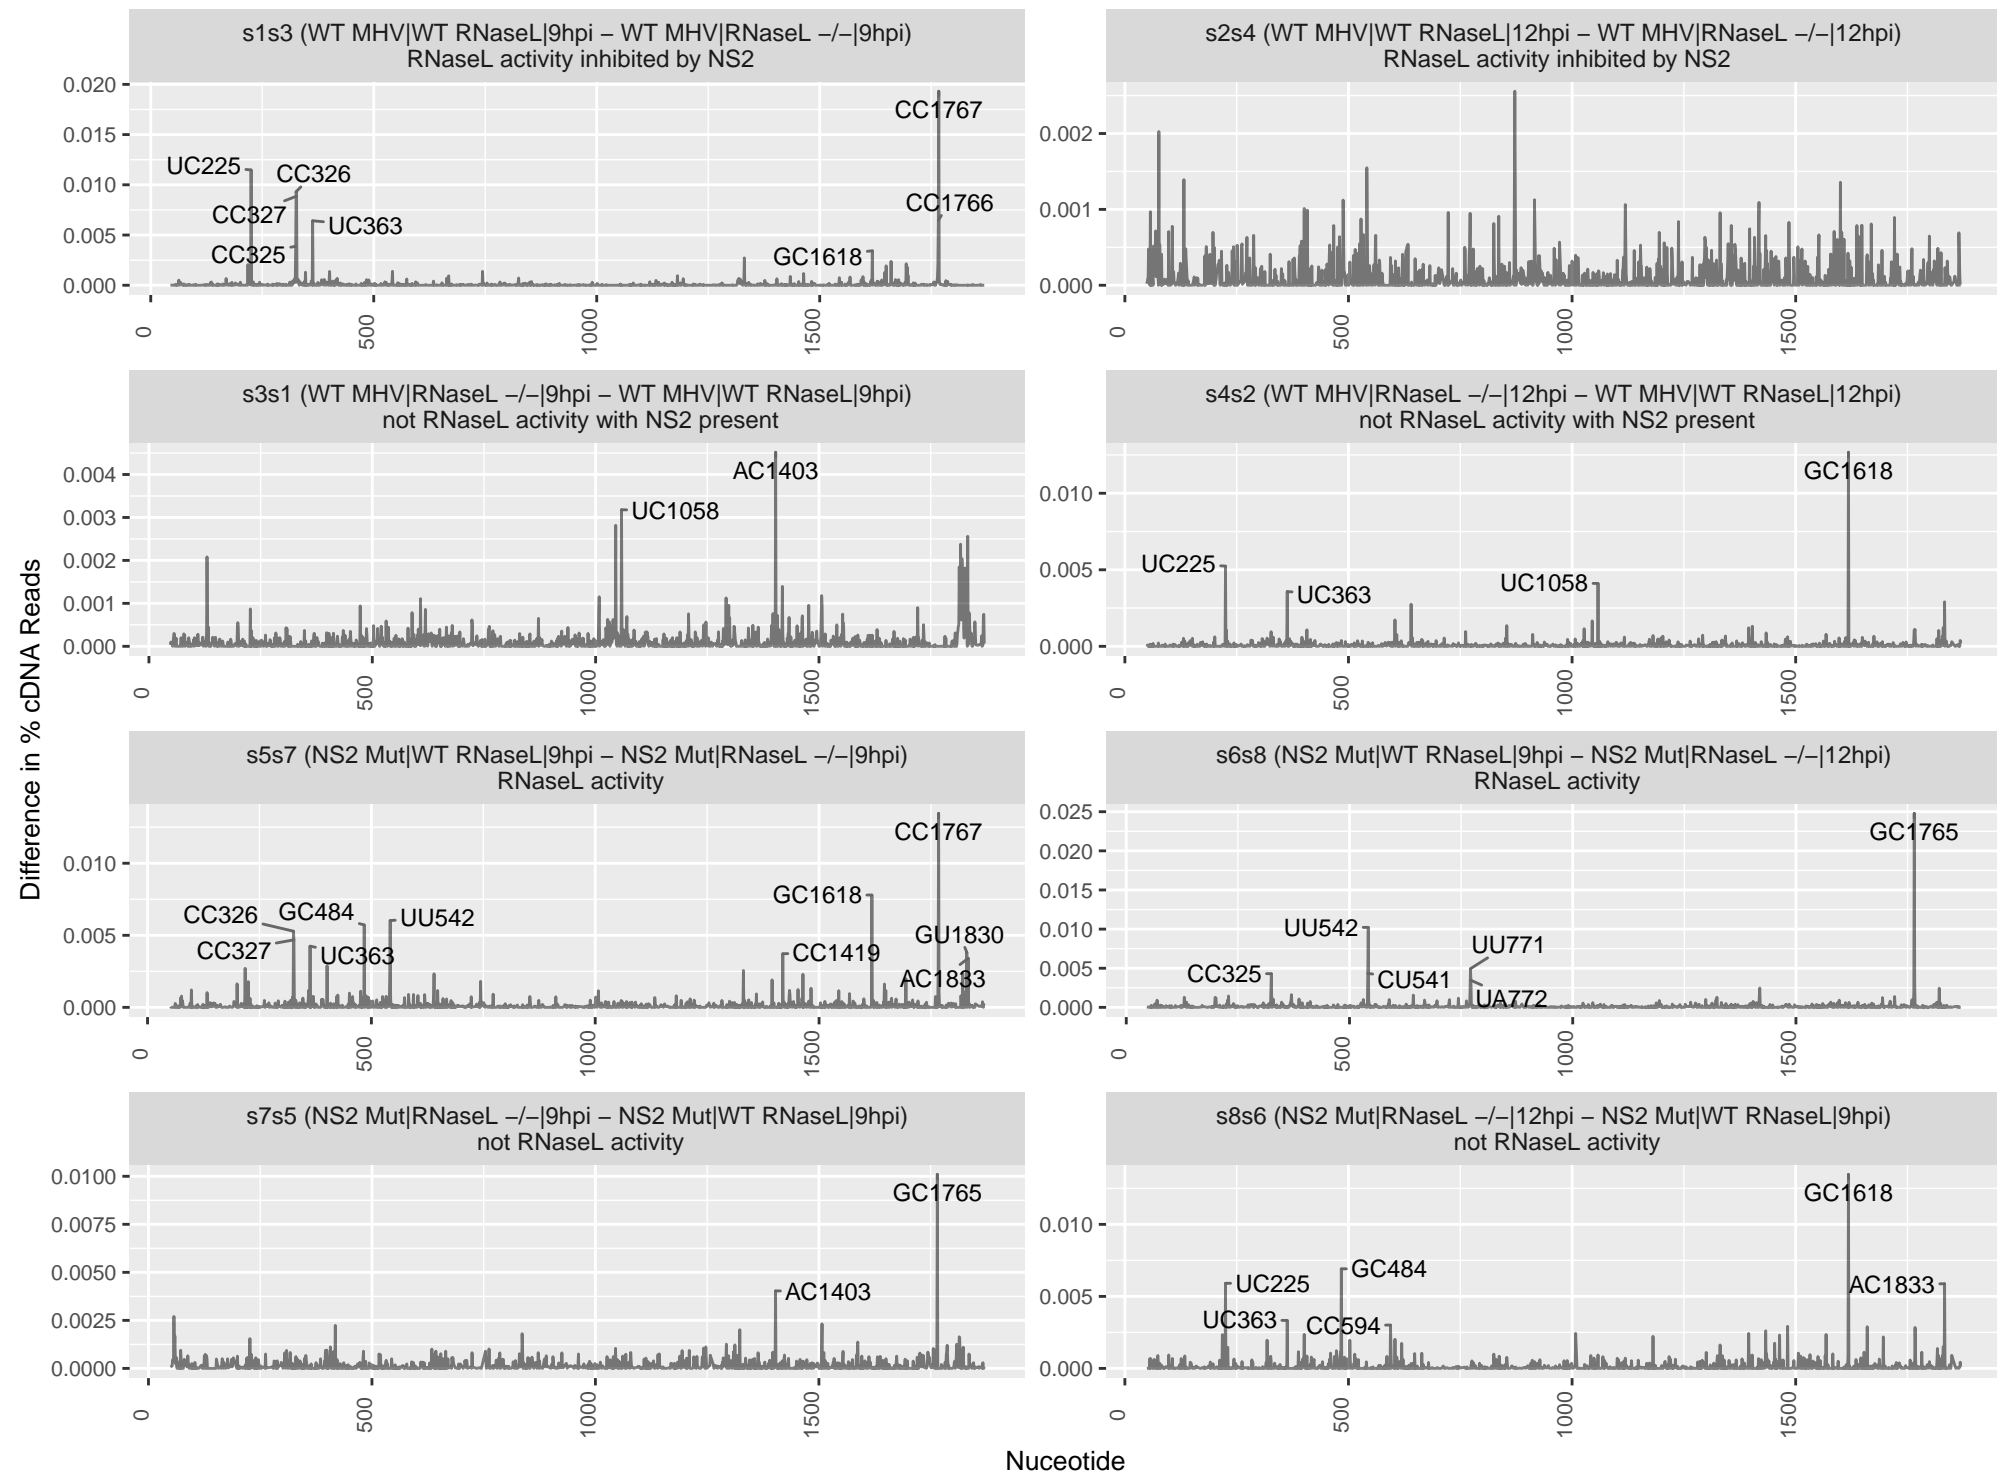 s1s3 (WT MHV|WT RNaseL|9hpi − WT MHV|RNaseL −/−|9hpi)
RNaseL activity inhibited by NS2
0.020
0.015
0.010
0.005
0.000
UC225
CC326
CC327
UC363
CC325
GC1618
CC1767
CC1766
0
500
1000
1500
s2s4 (WT MHV|WT RNaseL|12hpi − WT MHV|RNaseL −/−|12hpi)
RNaseL activity inhibited by NS2
0.002
0.001
0.000
0
500
1000
1500
s3s1 (WT MHV|RNaseL −/−|9hpi − WT MHV|WT RNaseL|9hpi)
not RNaseL activity with NS2 present
0.004
0.003
0.002
0.001
0.000
AC1403
UC1058
0
500
1000
1500
s4s2 (WT MHV|RNaseL −/−|12hpi − WT MHV|WT RNaseL|12hpi)
not RNaseL activity with NS2 present
0.010
0.005
0.000
GC1618
UC225
UC363
UC1058
0
500
1000
1500
Difference in % cDNA Reads
s5s7 (NS2 Mut|WT RNaseL|9hpi − NS2 Mut|RNaseL −/−|9hpi)
RNaseL activity
0.010
0.005
0.000
CC1767
GC1618
CC326
GC484
UU542
CC327
UC363
CC1419
GU1830
AC1833
0
500
1000
1500
s6s8 (NS2 Mut|WT RNaseL|9hpi − NS2 Mut|RNaseL −/−|12hpi)
RNaseL activity
0.025
0.020
0.015
0.010
0.005
0.000
GC1765
UU542
UU771
CC325
CU541
UA772
0
500
1000
1500
s7s5 (NS2 Mut|RNaseL −/−|9hpi − NS2 Mut|WT RNaseL|9hpi)
not RNaseL activity
0.0100
0.0075
0.0050
0.0025
0.0000
GC1765
AC1403
0
500
1000
1500
s8s6 (NS2 Mut|RNaseL −/−|12hpi − NS2 Mut|WT RNaseL|9hpi)
not RNaseL activity
0.010
0.005
0.000
GC1618
GC484
UC225
AC1833
UC363
CC594
0
500
1000
1500
Nuceotide